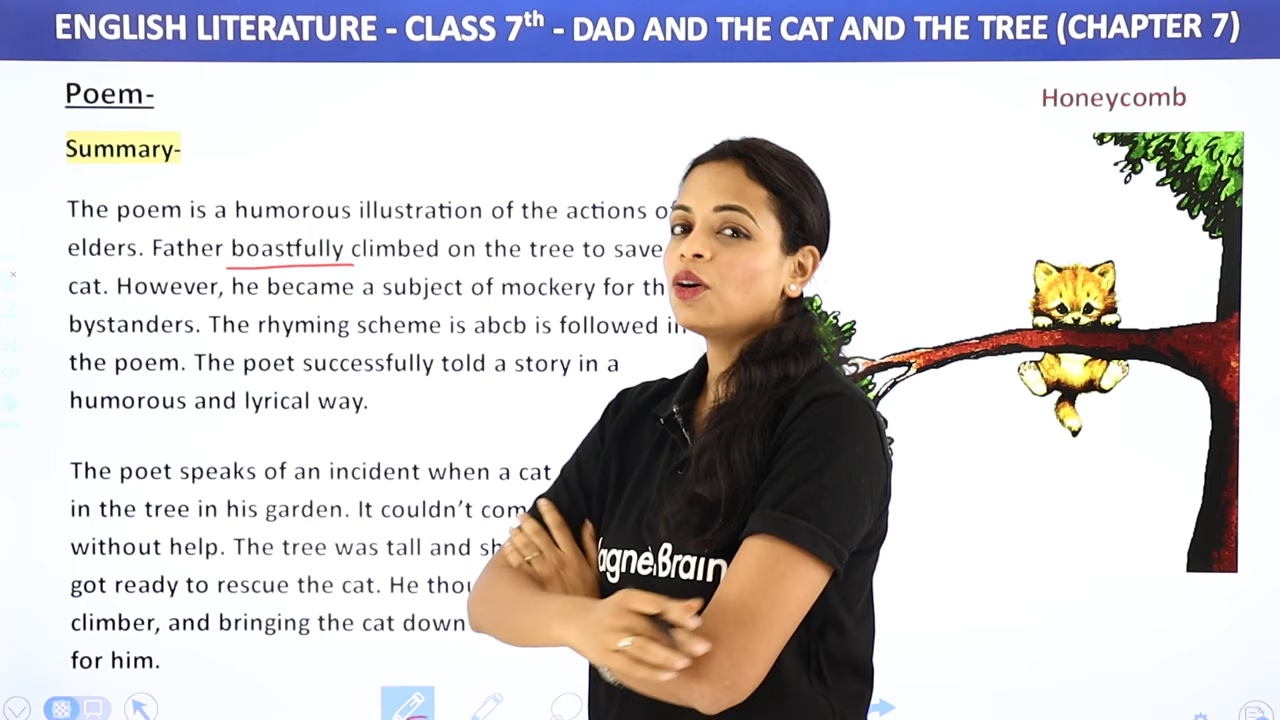 ENGLISH LITERATURE - CLASS 7th - DAD AND THE CAT AND THE TREE (CHAPTER 7)
Poem-
Honeycomb
Summary-
The poem is a humorous illustration of the actions of
elders. Father boastfully climbed on the tree to save
cat. However, he became a subject of mockery for
bystanders. The rhyming scheme is abcb is followed in
the poem. The poet successfully told a story in a
humorous and lyrical way.
The poet speaks of an incident when a cat
in the tree in his garden. It couldn't
without help. The tree was tall and
got ready to rescue the cat. He
climber, and bringing the cat down
for him.
agnetBrain